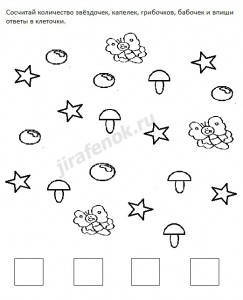 Сосчитай количество звёздочек, капелек, грибочков, бабочек и впиши
ответы в клеточки.
jirafenok.ru